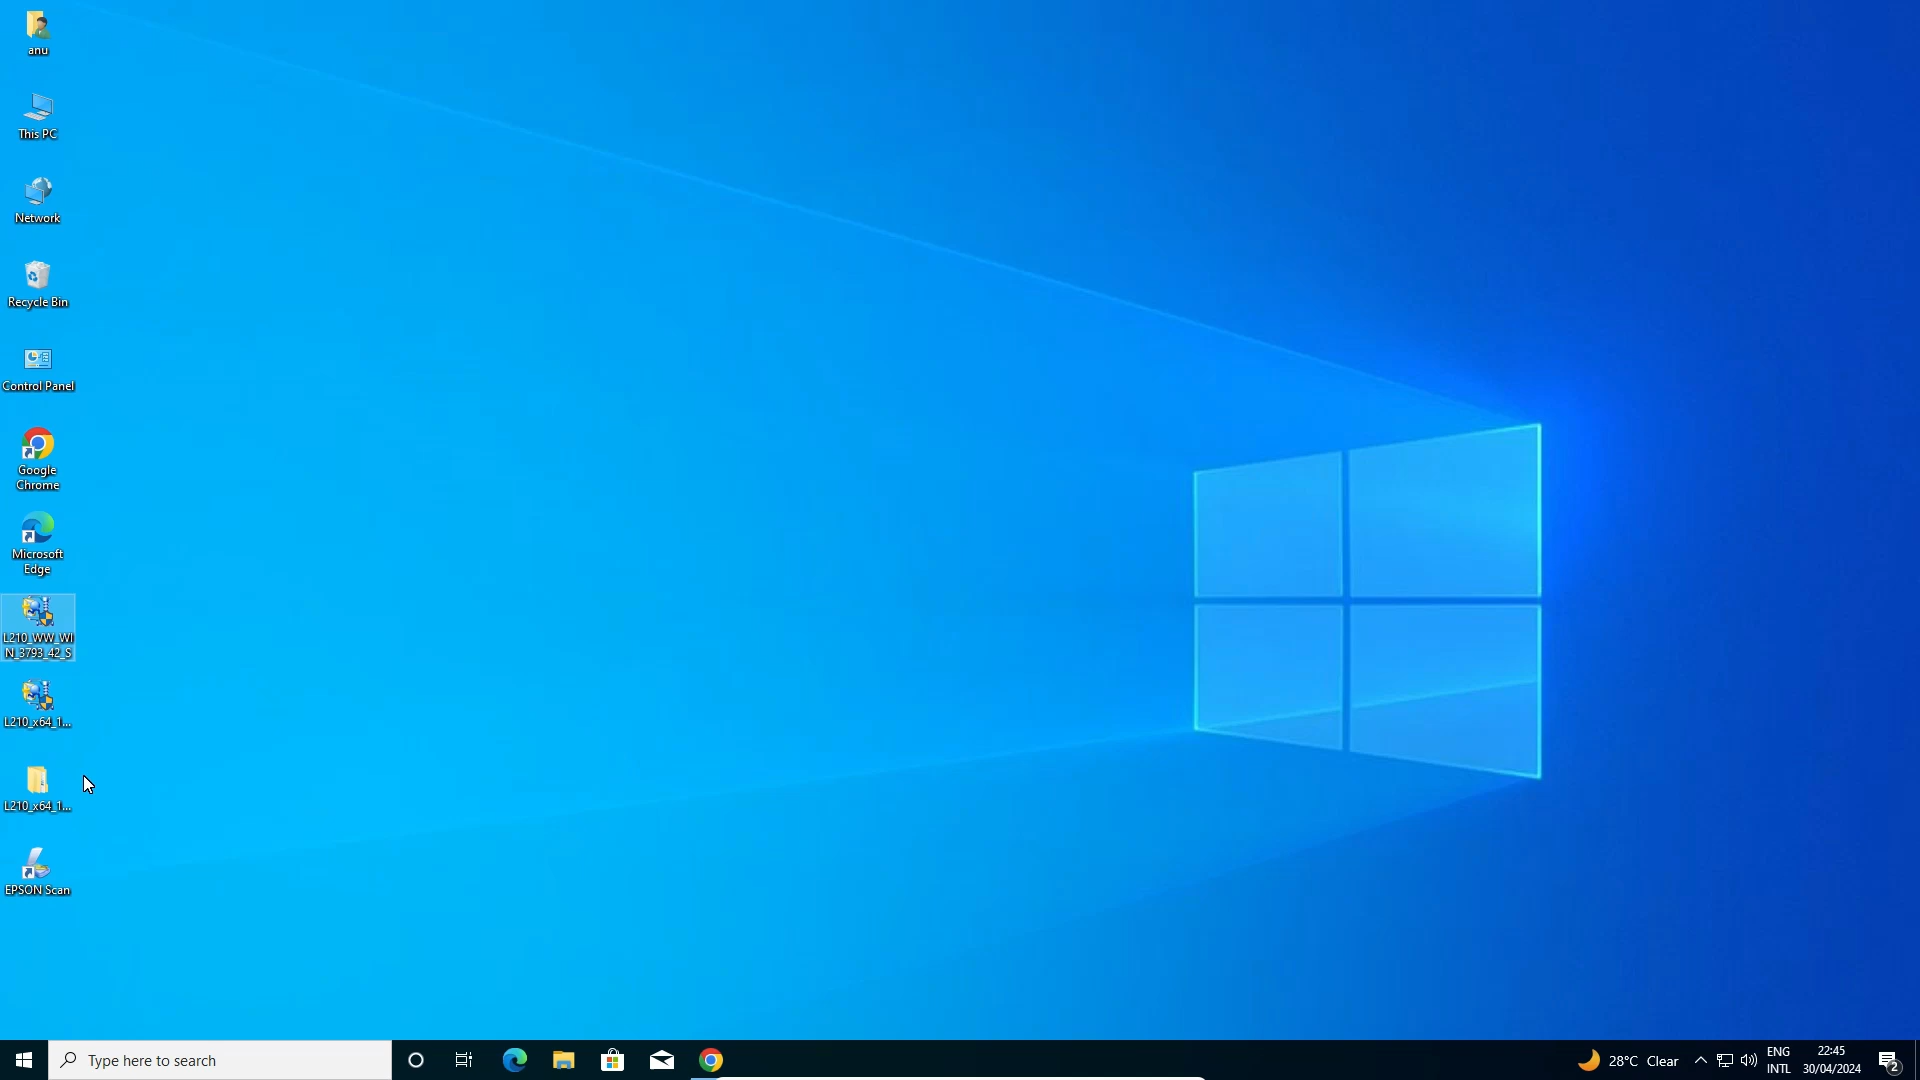 anu
This PC
Network
Recycle Bin
Control Panel
Google
Chrome
Microsoft
Edge
L210_WW_WI
N_3793_42_S
L210_x64_1...
L210_x64_1...
EPSON Scan
Type here to search
28°C Clear
ENG
INTL
22:45
30/04/2024
2